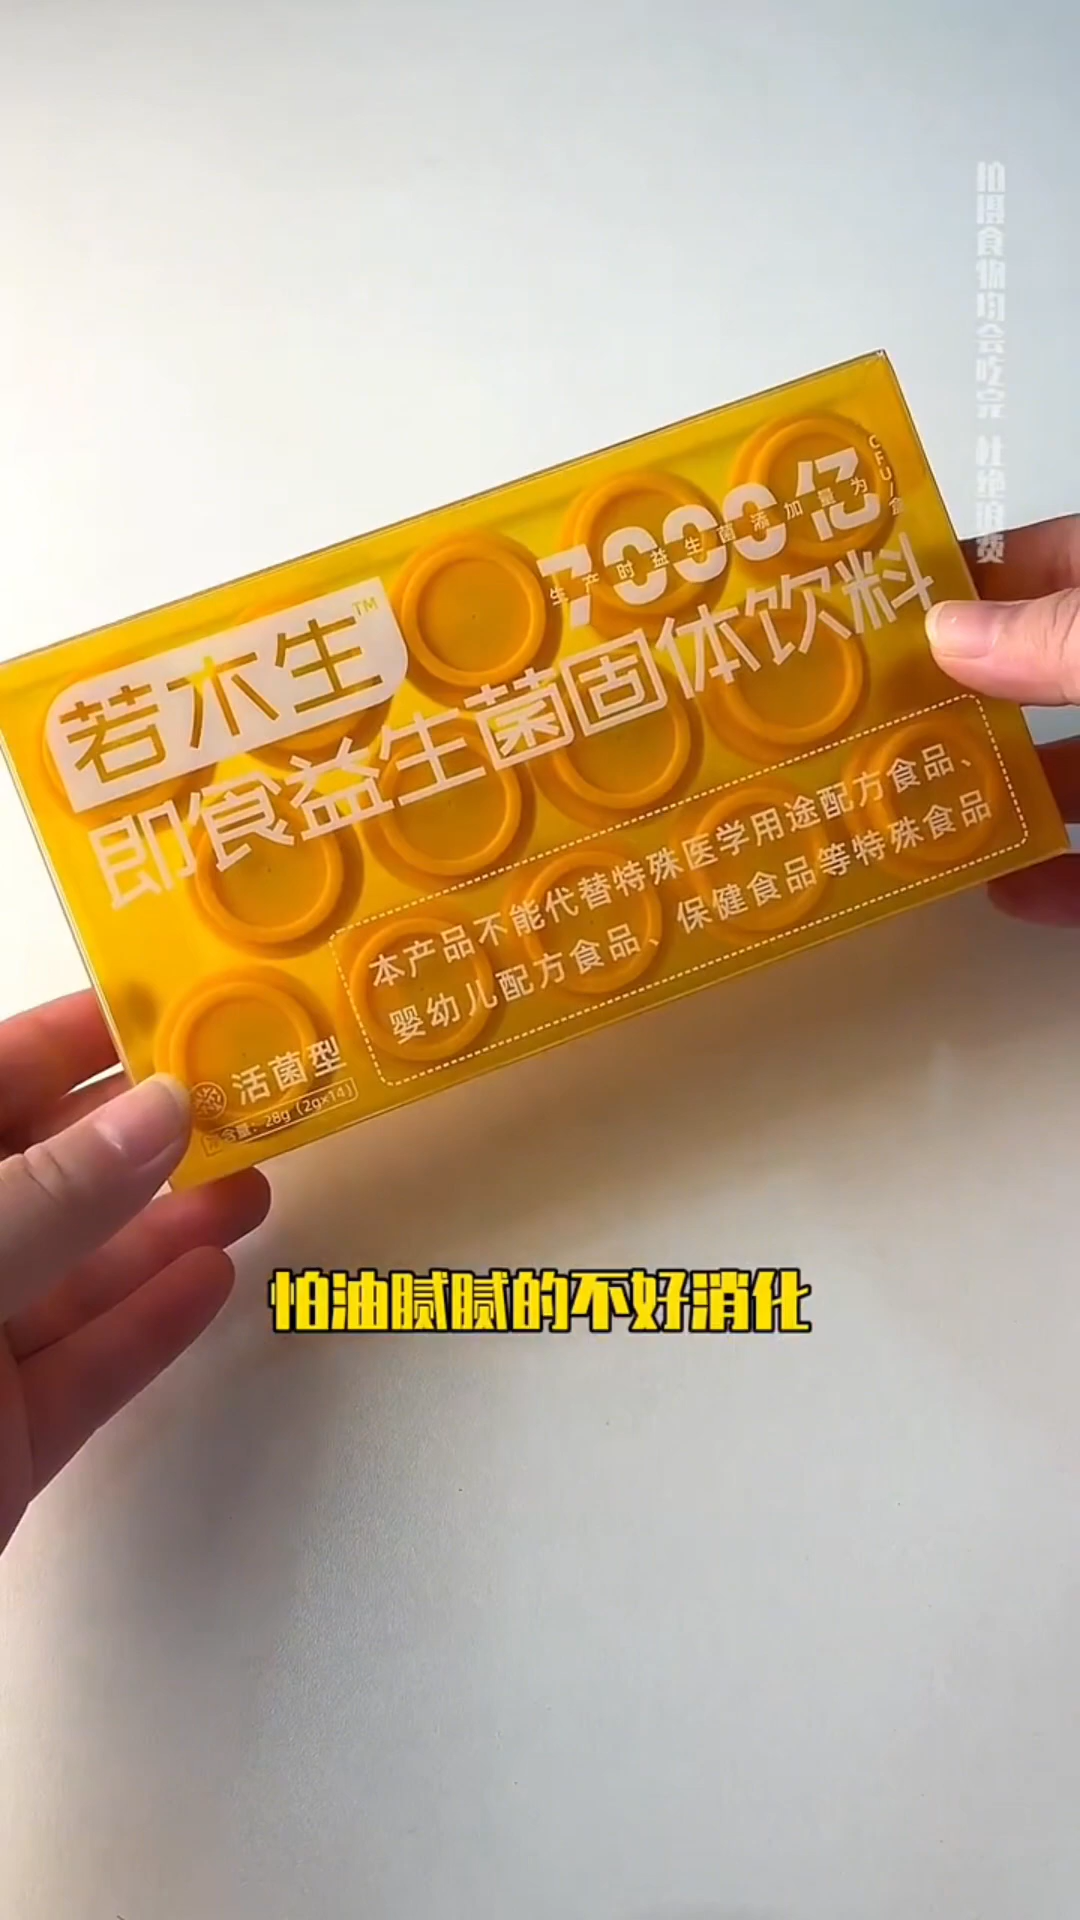 拍摄食物均会吃完 杜绝浪费
7000亿
CFU/盒
生产时益生菌添加量为
若木生™
即食益生菌固体饮料
本产品不能代替特殊医学用途配方食品、
婴幼儿配方食品、保健食品等特殊食品
活菌型
净含量：28g（2g×14）
怕油腻腻的不好消化